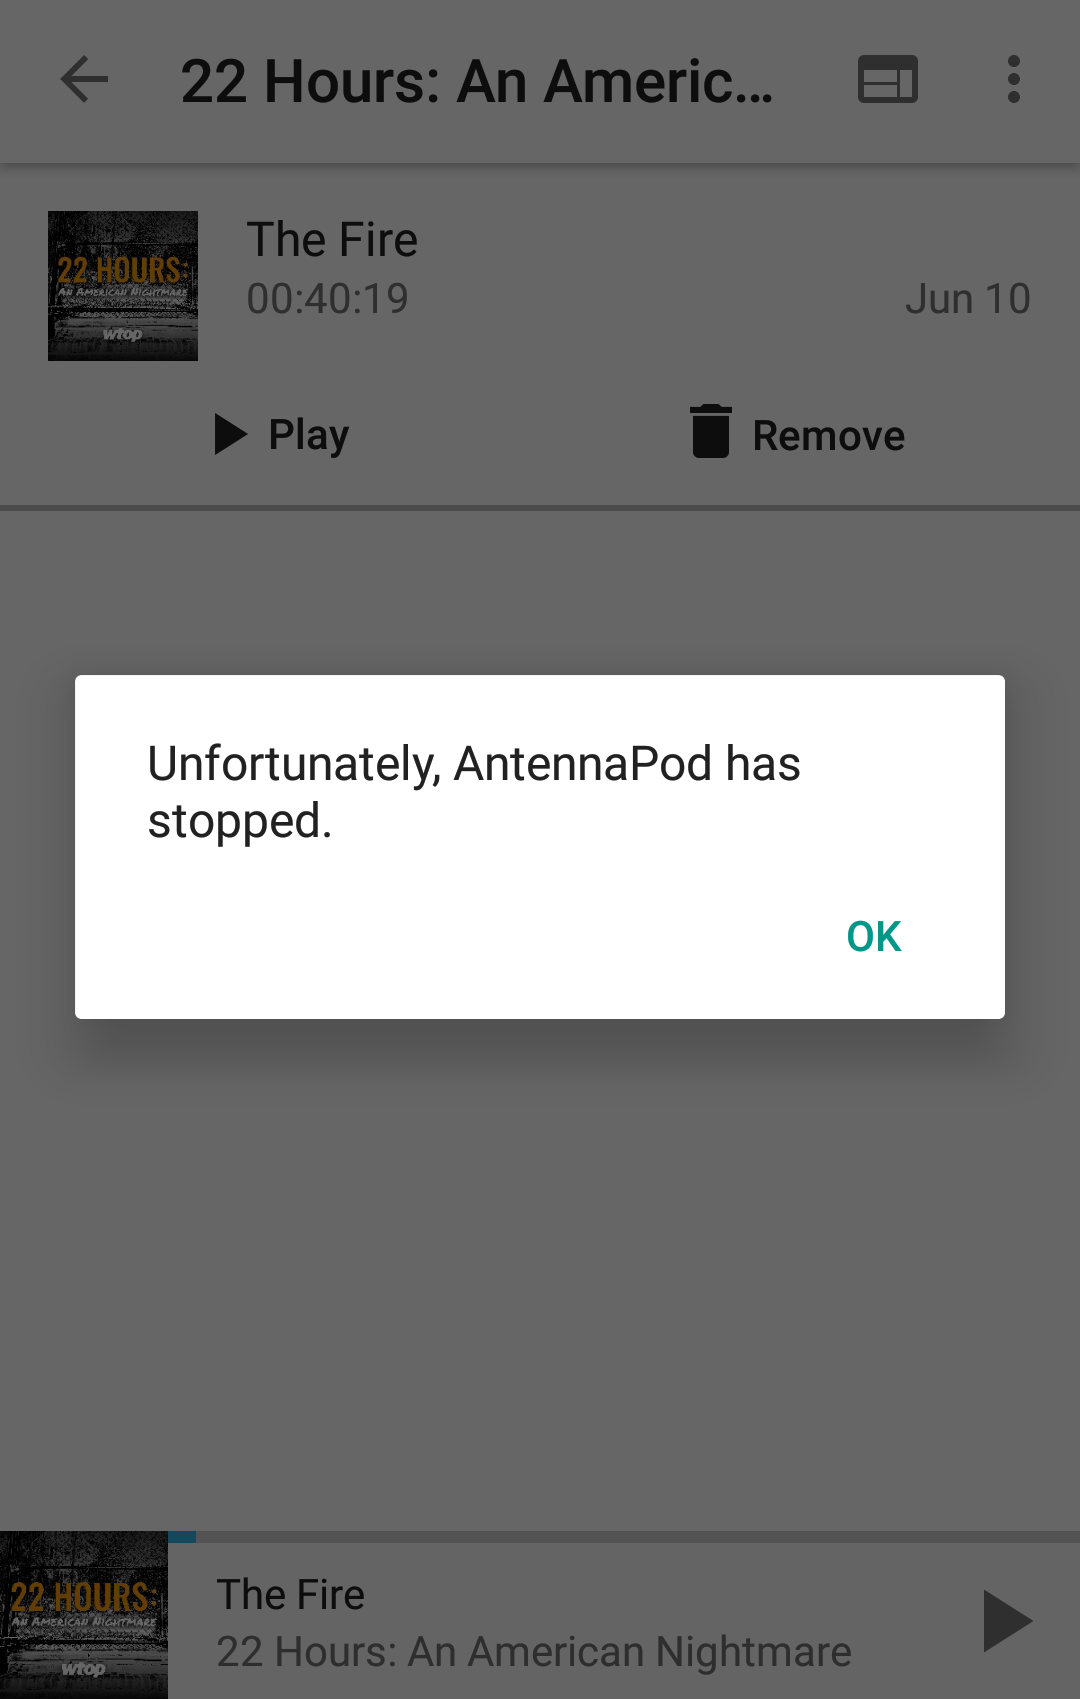 22 Hours: An Americ...
22 HOURS:
AN AMERICAN NIGHTMARE
wtop
The Fire
00:40:19
Jun 10
Play
Remove
Unfortunately, AntennaPod has
stopped.
OK
22 HOURS:
AN AMERICAN NIGHTMARE
wtop
The Fire
22 Hours: An American Nightmare